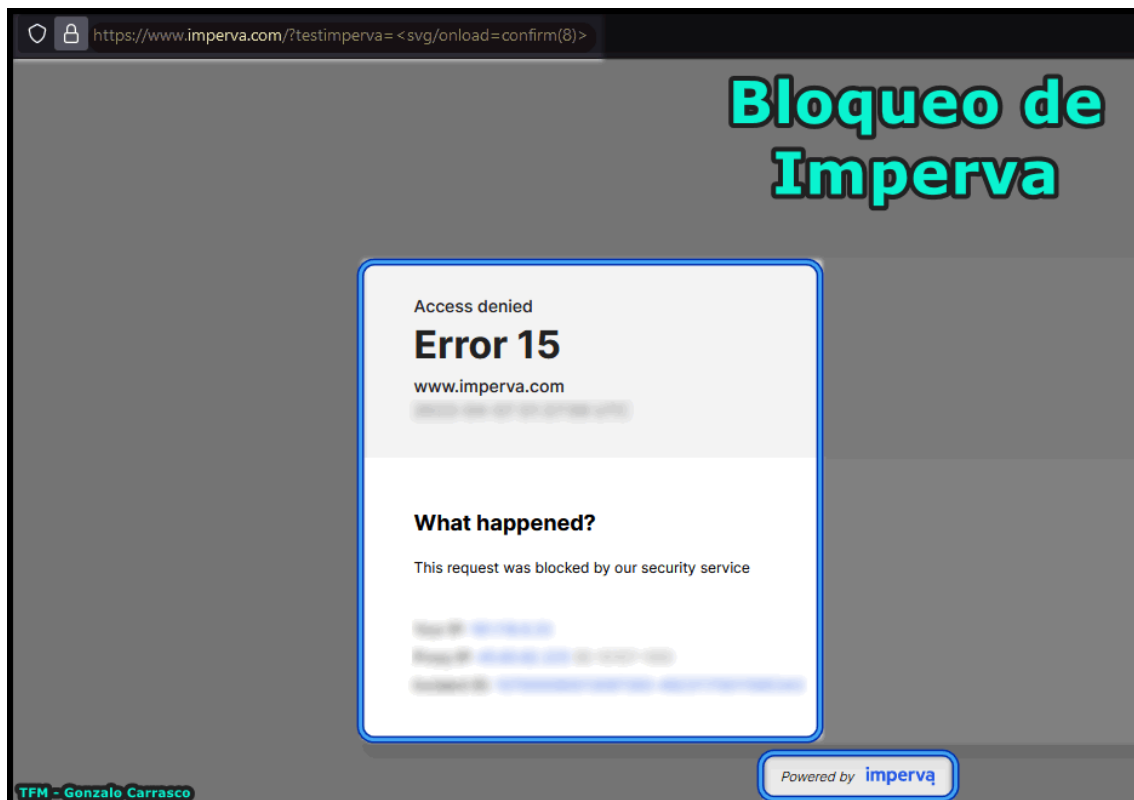 https://www.imperva.com/?testimperva=<svg/onload=confirm(8)>
Bloqueo de
Imperva
Access denied
Error 15
www.imperva.com
What happened?
This request was blocked by our security service
Powered by imperva
TFM - Gonzalo Carrasco